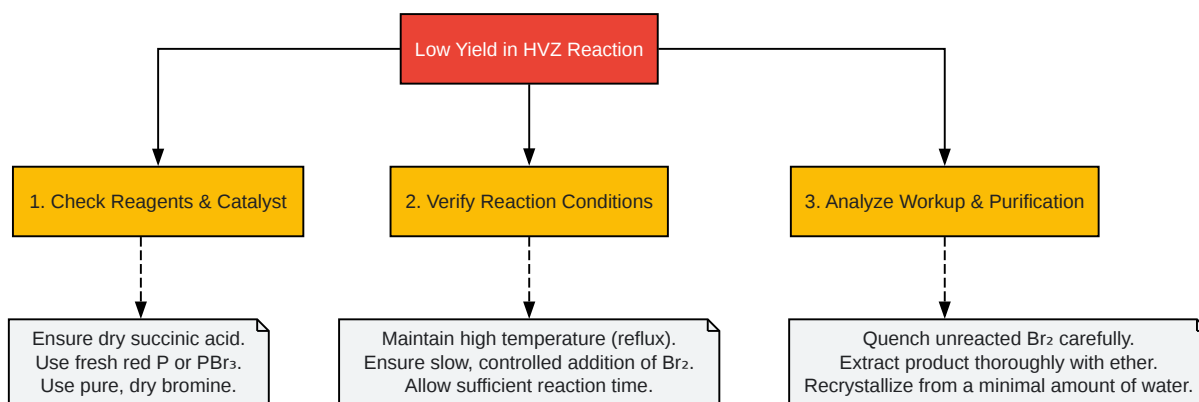 Low Yield in HVZ Reaction
1. Check Reagents & Catalyst
2. Verify Reaction Conditions
3. Analyze Workup & Purification
Ensure dry succinic acid.
Use fresh red P or PBr₃.
Use pure, dry bromine.
Maintain high temperature (reflux).
Ensure slow, controlled addition of Br₂.
Allow sufficient reaction time.
Quench unreacted Br₂ carefully.
Extract product thoroughly with ether.
Recrystallize from a minimal amount of water.